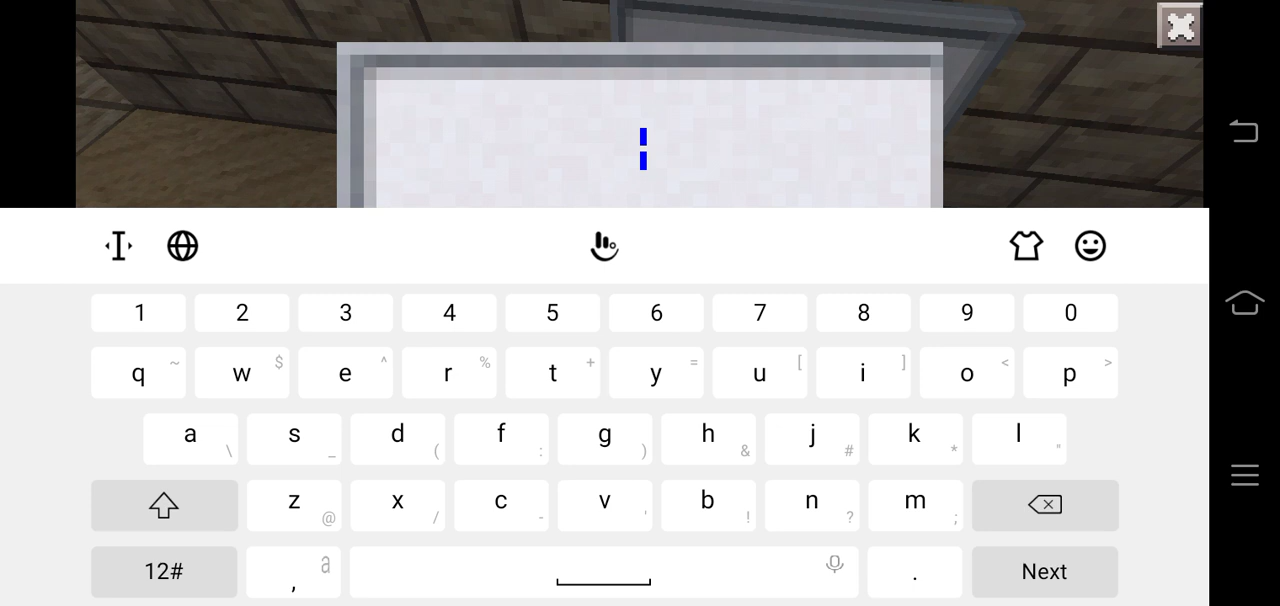 1 2 3 4 5 6 7 8 9 0
q ~ w $ e ^ r % t + y = u [ i ] o < p >
a \ s _ d ( f : g ) h & j # k * l "
z @ x / c - v ' b ! n ? m ;
12# , a . Next